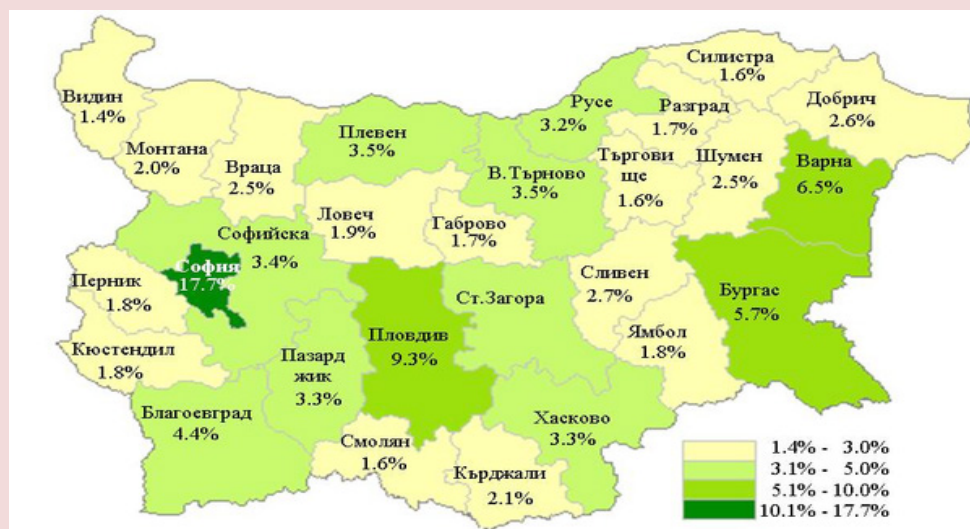 Видин
1.4%
Монтана
2.0%
Враца
2.5%
Плевен
3.5%
Ловеч
1.9%
Габрово
1.7%
В.Търново
3.5%
Русе
3.2%
Силистра
1.6%
Разград
1.7%
Търгови
ще
1.6%
Шумен
2.5%
Добрич
2.6%
Варна
6.5%
Софийска
3.4%
София
17.7%
Перник
1.8%
Кюстендил
1.8%
Благоевград
4.4%
Пазард
жик
3.3%
Пловдив
9.3%
Ст.Загора
Сливен
2.7%
Ямбол
1.8%
Бургас
5.7%
Смолян
1.6%
Кърджали
2.1%
Хасково
3.3%
1.4% - 3.0%
3.1% - 5.0%
5.1% - 10.0%
10.1% - 17.7%